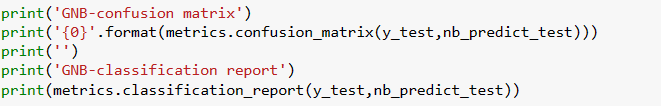 print('GNB-confusion matrix')
print('{0}'.format(metrics.confusion_matrix(y_test,nb_predict_test)))
print('')
print('GNB-classification report')
print(metrics.classification_report(y_test,nb_predict_test))